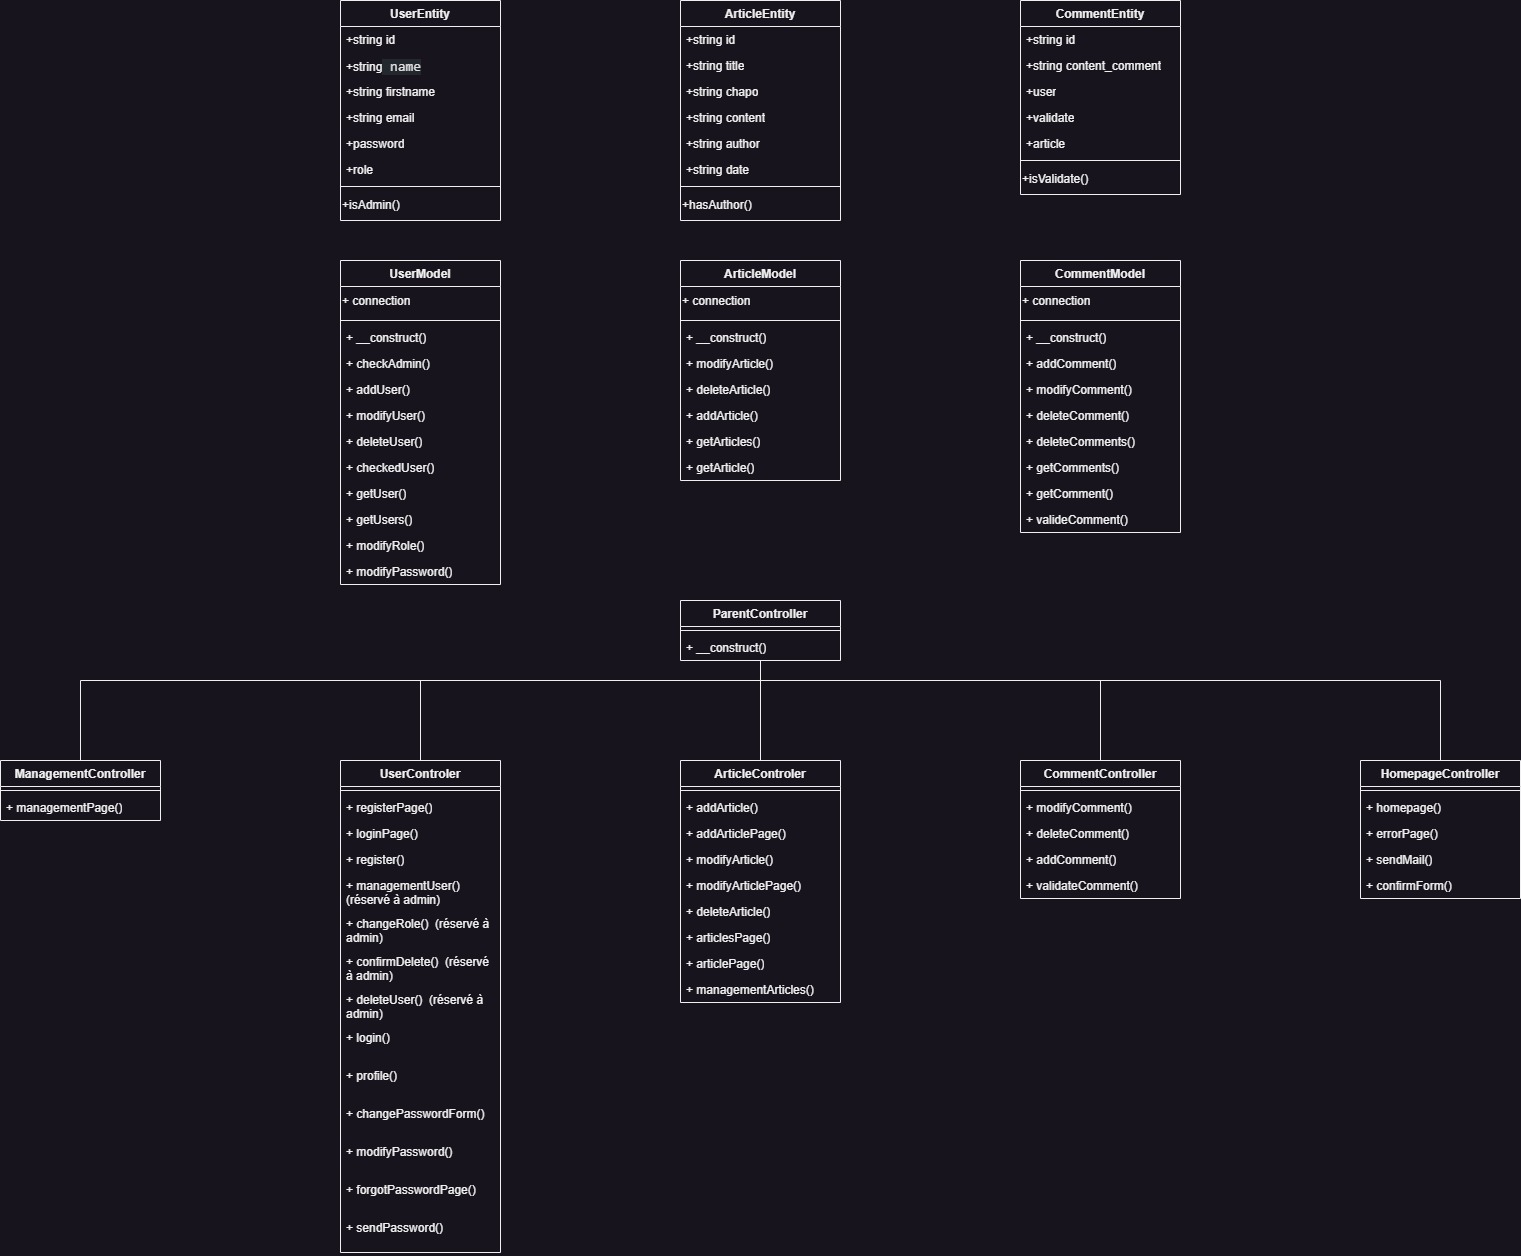 UserEntity
+string id
+string name
+string firstname
+string email
+password
+role
+isAdmin()
ArticleEntity
+string id
+string title
+string chapo
+string content
+string author
+string date
+hasAuthor()
CommentEntity
+string id
+string content_comment
+user
+validate
+article
+isValidate()
UserModel
+ connection
+ __construct()
+ checkAdmin()
+ addUser()
+ modifyUser()
+ deleteUser()
+ checkedUser()
+ getUser()
+ getUsers()
+ modifyRole()
+ modifyPassword()
ArticleModel
+ connection
+ __construct()
+ modifyArticle()
+ deleteArticle()
+ addArticle()
+ getArticles()
+ getArticle()
CommentModel
+ connection
+ __construct()
+ addComment()
+ modifyComment()
+ deleteComment()
+ deleteComments()
+ getComments()
+ getComment()
+ valideComment()
ParentController
+ __construct()
ManagementController
+ managementPage()
UserControler
+ registerPage()
+ loginPage()
+ register()
+ managementUser()
(réservé à admin)
+ changeRole()  (réservé à
admin)
+ confirmDelete()  (réservé
à admin)
+ deleteUser()  (réservé à
admin)
+ login()
+ profile()
+ changePasswordForm()
+ modifyPassword()
+ forgotPasswordPage()
+ sendPassword()
ArticleControler
+ addArticle()
+ addArticlePage()
+ modifyArticle()
+ modifyArticlePage()
+ deleteArticle()
+ articlesPage()
+ articlePage()
+ managementArticles()
CommentController
+ modifyComment()
+ deleteComment()
+ addComment()
+ validateComment()
HomepageController
+ homepage()
+ errorPage()
+ sendMail()
+ confirmForm()